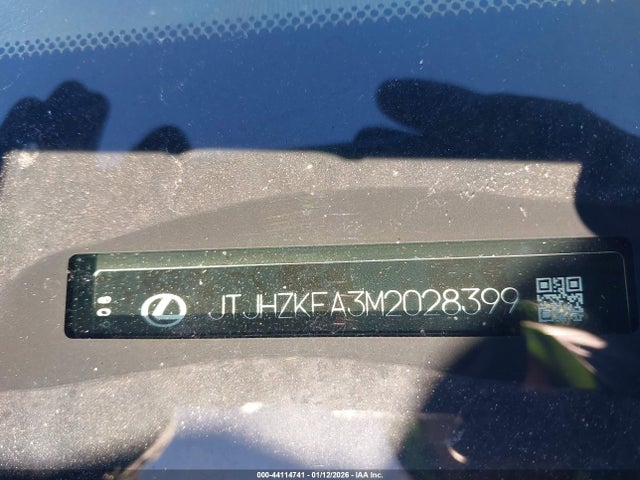 JTJHZKFA3M2028399
000-44114741 - 01/12/2026 - IAA Inc.